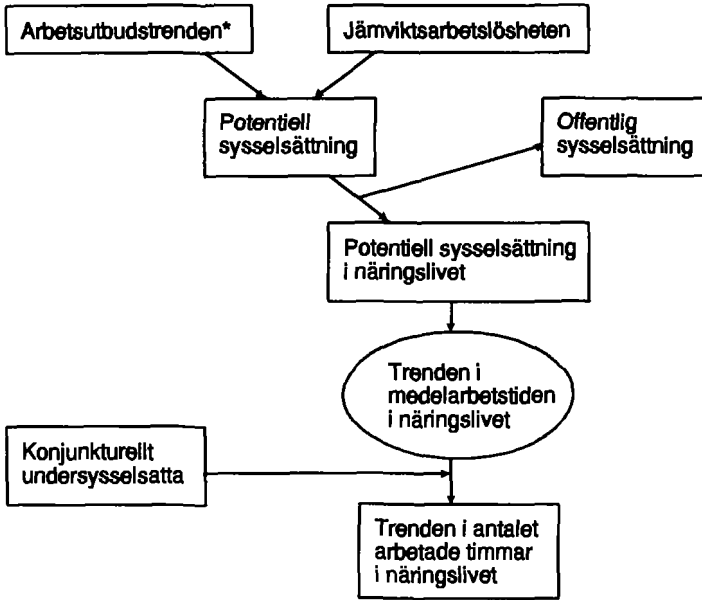 Arbetsutbudstrenden*
Jämviktsarbetslösheten
Potentiell
sysselsättning
Offentlig
sysselsättning
Potentiell sysselsättning
i näringslivet
Trenden i
medelarbetstiden
i näringslivet
Konjunkturellt
undersysselsatta
Trenden i antalet
arbetade timmar
i näringslivet